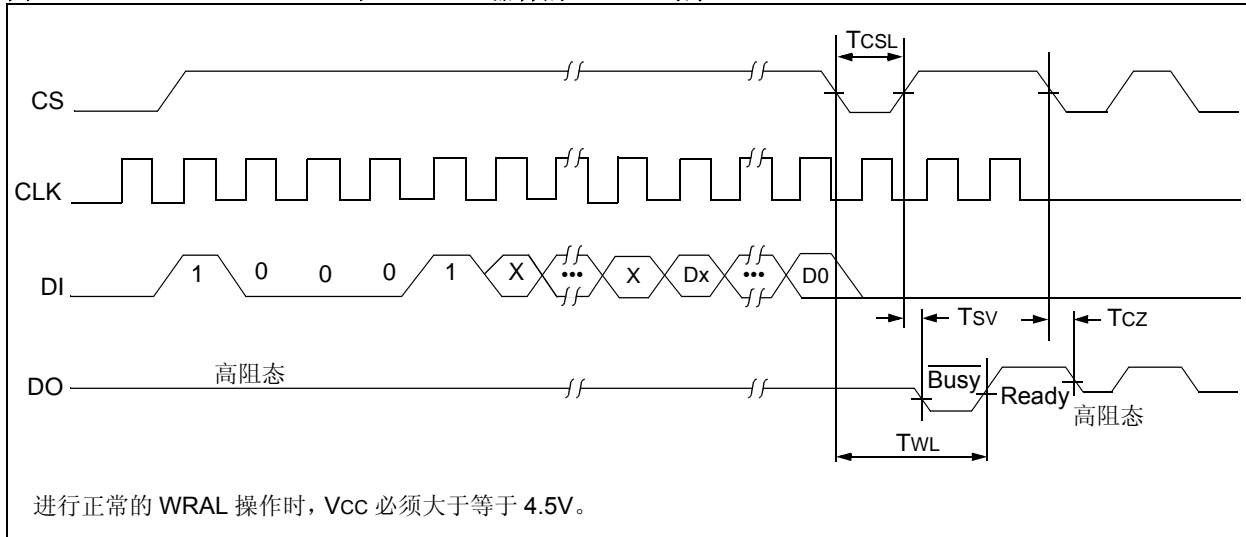 TCSL
CS
CLK
DI
1 0 0 0 1 X ••• X Dx ••• D0
TSV
TCZ
DO
高阻态
Busy
Ready
高阻态
TWL
进行正常的 WRAL 操作时，VCC 必须大于等于 4.5V。